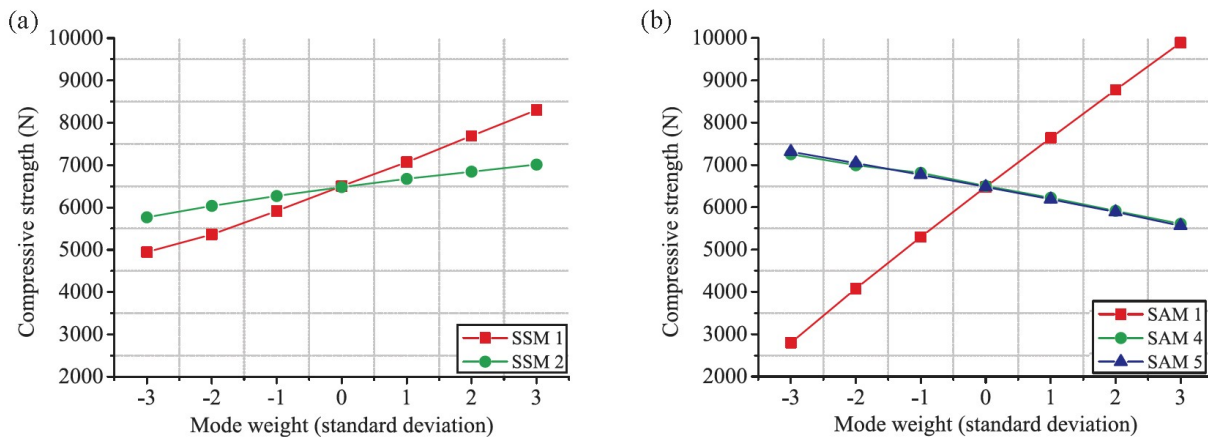 (a)
10000
9000
8000
7000
6000
5000
4000
3000
2000
Compressive strength (N)
-3 -2 -1 0 1 2 3
Mode weight (standard deviation)
SSM 1
SSM 2
(b)
10000
9000
8000
7000
6000
5000
4000
3000
2000
Compressive strength (N)
-3 -2 -1 0 1 2 3
Mode weight (standard deviation)
SAM 1
SAM 4
SAM 5